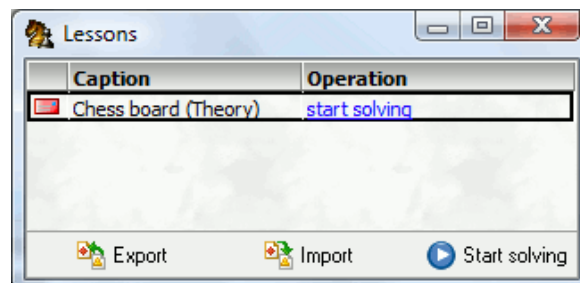 Lessons
Caption Operation
Chess board (Theory) start solving
Export Import Start solving